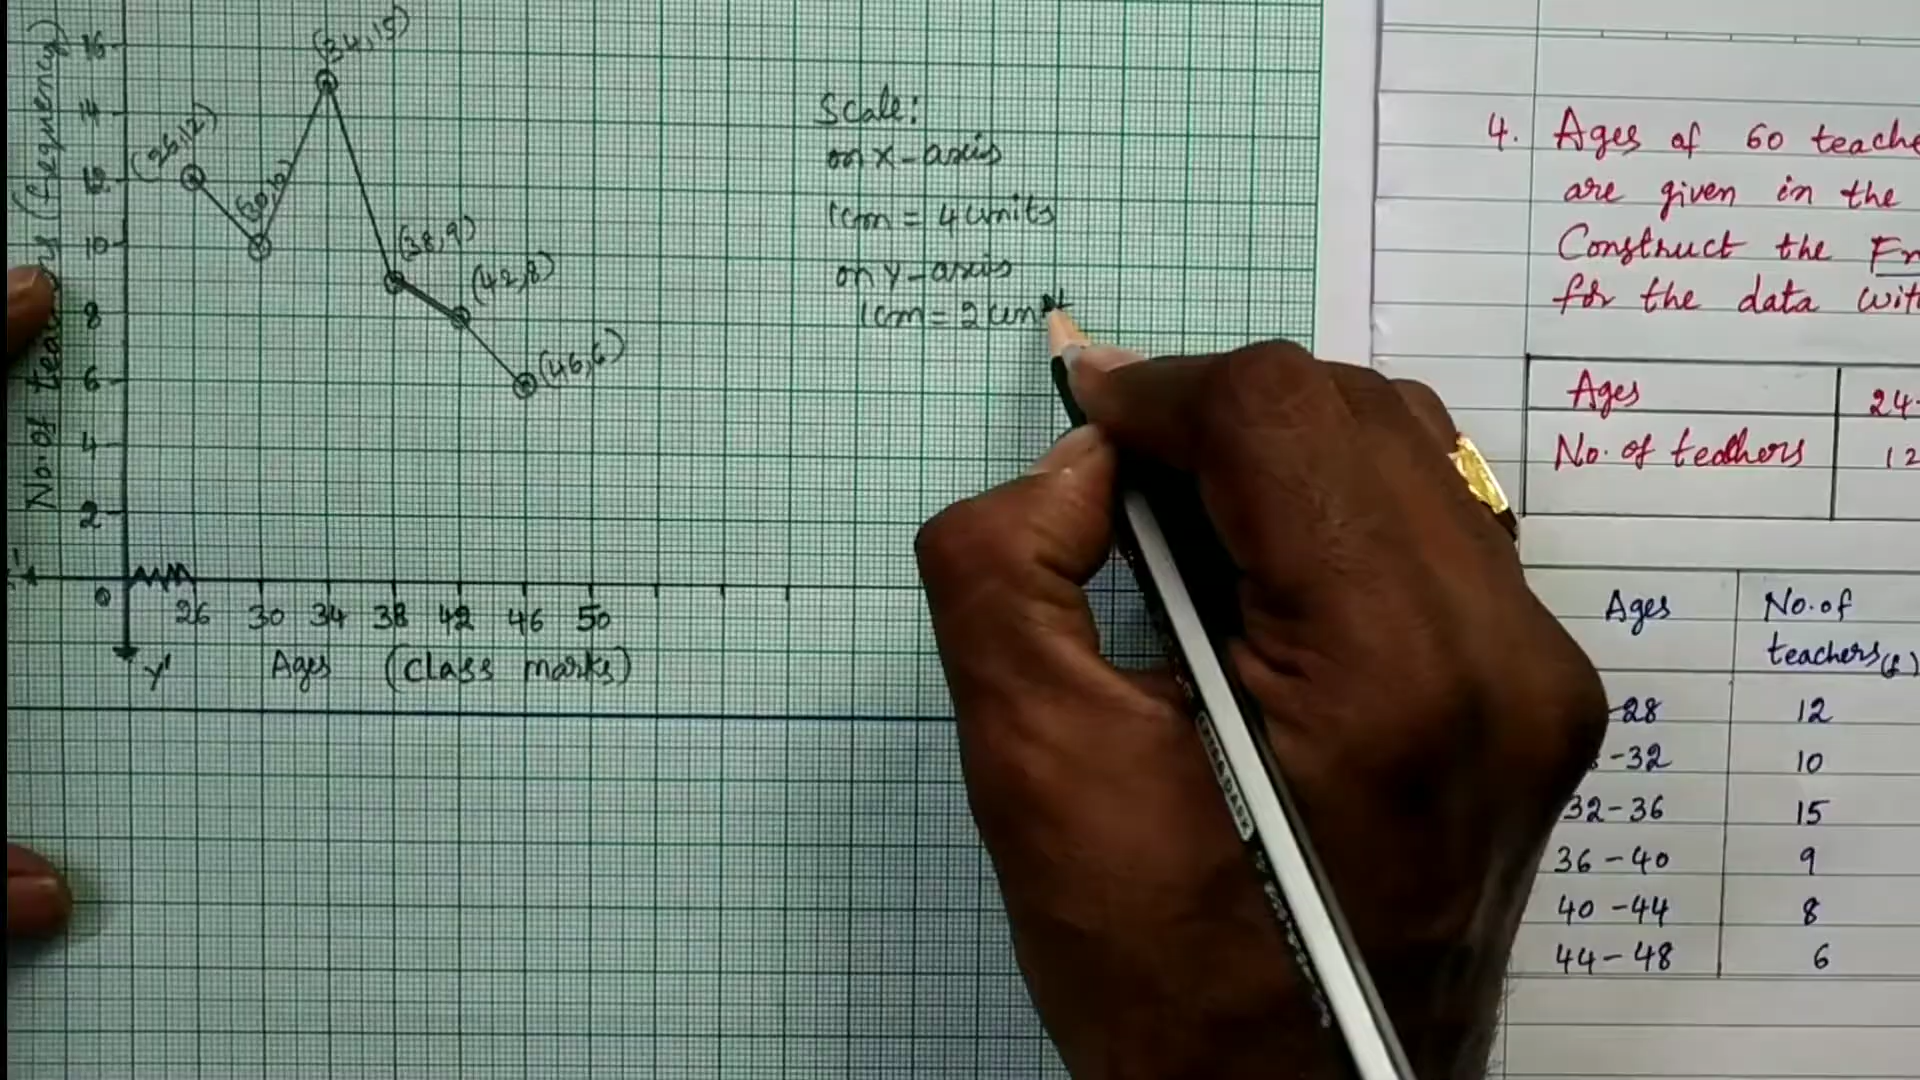 No. of teachers (frequency)
16
14
12
10
8
6
4
2
0
(26,12)
(30,10)
(34,15)
(38,9)
(42,8)
(46,6)
26 30 34 38 42 46 50
Y' Ages (class marks)
Scale:
on X-axis
1cm = 4 units
on Y-axis
1cm = 2 unit
4. Ages of 60 teache
are given in the
Construct the Fr
for the data wit
Ages 24-
No. of teachers 12
Ages No. of
teachers(f)
-28 12
-32 10
32-36 15
36-40 9
40-44 8
44-48 6